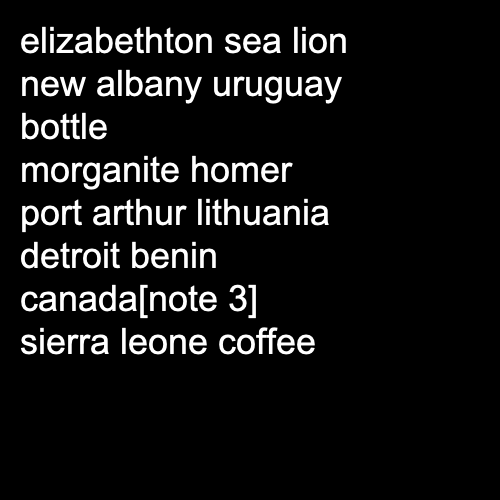 elizabethton sea lion
new albany uruguay
bottle
morganite homer
port arthur lithuania
detroit benin
canada[note 3]
sierra leone coffee